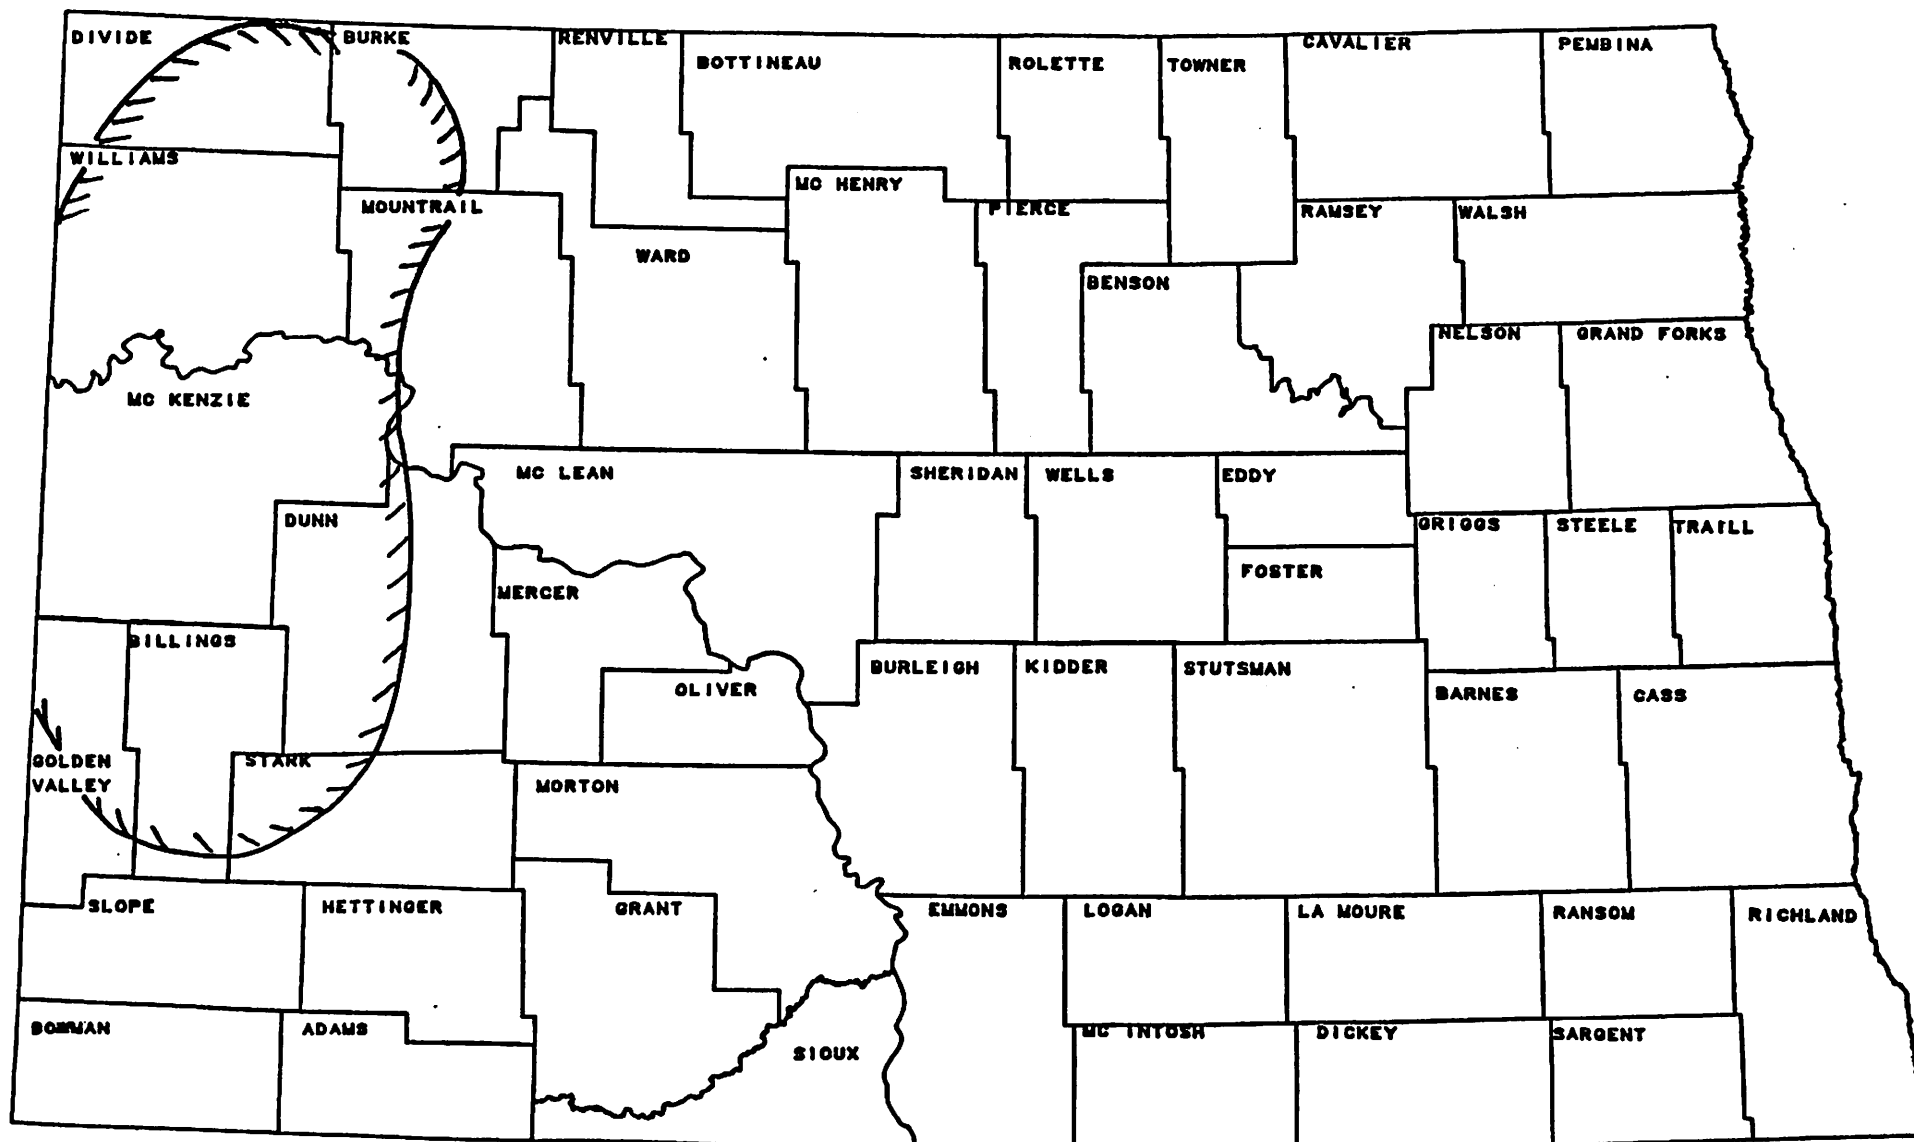 DIVIDE
BURKE
RENVILLE
BOTTINEAU
ROLETTE
TOWNER
CAVALIER
PEMBINA
WILLIAMS
MOUNTRAIL
WARD
MC HENRY
PIERCE
BENSON
RAMSEY
WALSH
NELSON
GRAND FORKS
MC KENZIE
DUNN
MC LEAN
MERCER
OLIVER
SHERIDAN
WELLS
EDDY
FOSTER
GRIGGS
STEELE
TRAILL
BILLINGS
GOLDEN
VALLEY
STARK
MORTON
BURLEIGH
KIDDER
STUTSMAN
BARNES
CASS
SLOPE
HETTINGER
GRANT
EMMONS
LOGAN
LA MOURE
RANSOM
RICHLAND
BOWMAN
ADAMS
SIOUX
MC INTOSH
DICKEY
SARGENT